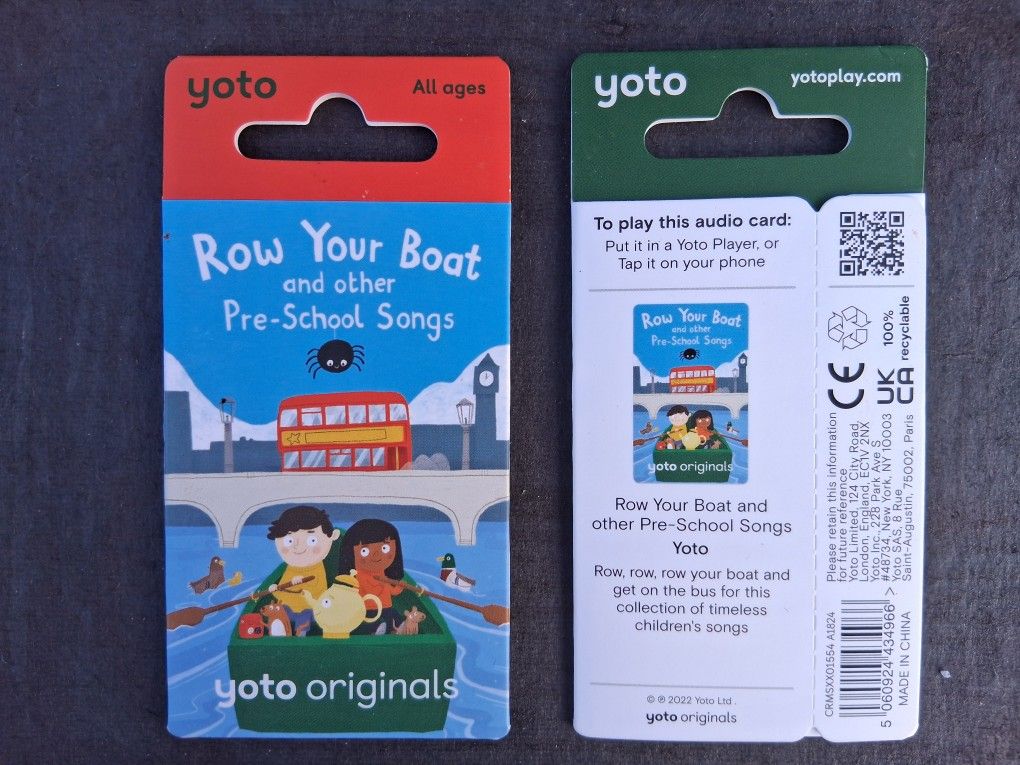 yoto
All ages
Row Your Boat
and other
Pre-School Songs
yoto originals
yoto
yotoplay.com
To play this audio card:
Put it in a Yoto Player, or
Tap it on your phone
Row Your Boat
and other
Pre-School Songs
yoto originals
Row Your Boat and
other Pre-School Songs
Yoto
Row, row, row your boat and
get on the bus for this
collection of timeless
children's songs
© ℗ 2022 Yoto Ltd .
yoto originals
100%
recyclable
CE
UK
CA
Please retain this information
for future reference
Yoto Limited, 124 City Road,
London, England, EC1V 2NX
Yoto Inc., 228 Park Ave S
#48734, New York, NY 10003
Yoto SAS, 8 Rue
Saint-Augustin, 75002, Paris
CRMSXX01554 A1824
5 060924 434966 >
MADE IN CHINA